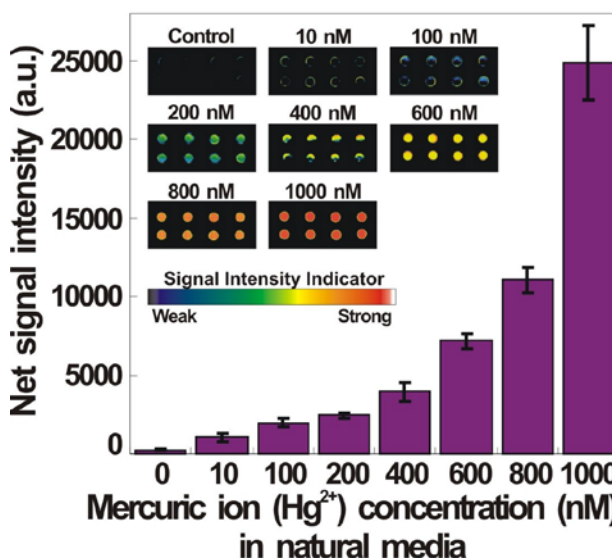 Net signal intensity (a.u.)
25000
20000
15000
10000
5000
0
Control 10 nM 100 nM
200 nM 400 nM 600 nM
800 nM 1000 nM
Signal Intensity Indicator
Weak Strong
0 10 100 200 400 600 800 1000
Mercuric ion (Hg²⁺) concentration (nM)
in natural media